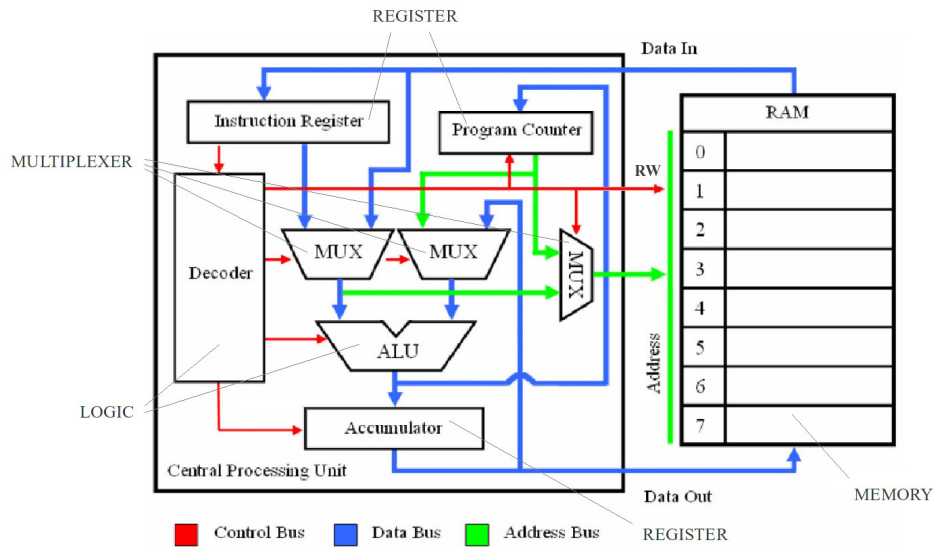 REGISTER
Data In
Instruction Register
Program Counter
RAM
MULTIPLEXER
RW
0
1
2
3
4
5
6
7
Decoder
MUX
MUX
MUX
ALU
Address
LOGIC
Accumulator
Central Processing Unit
Data Out
MEMORY
Control Bus
Data Bus
Address Bus
REGISTER